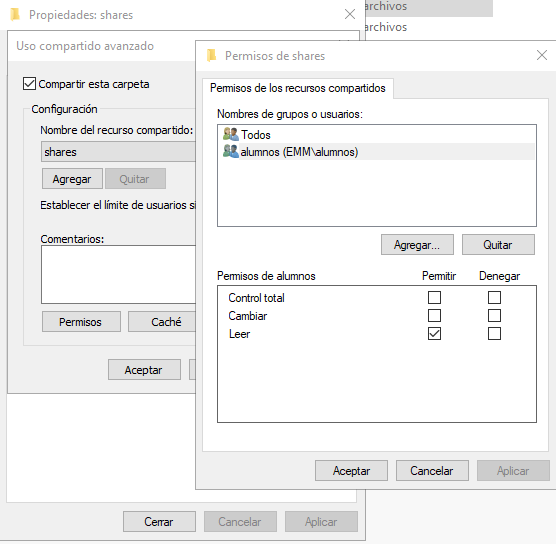 Propiedades: shares
archivos
archivos
Uso compartido avanzado
Compartir esta carpeta
Configuración
Nombre del recurso compartido:
shares
Agregar
Quitar
Establecer el límite de usuarios si
Comentarios:
Permisos
Caché
Aceptar
Cerrar
Cancelar
Aplicar
Permisos de shares
Permisos de los recursos compartidos
Nombres de grupos o usuarios:
Todos
alumnos (EMM\alumnos)
Agregar...
Quitar
Permisos de alumnos
Permitir
Denegar
Control total
Cambiar
Leer
Aceptar
Cancelar
Aplicar